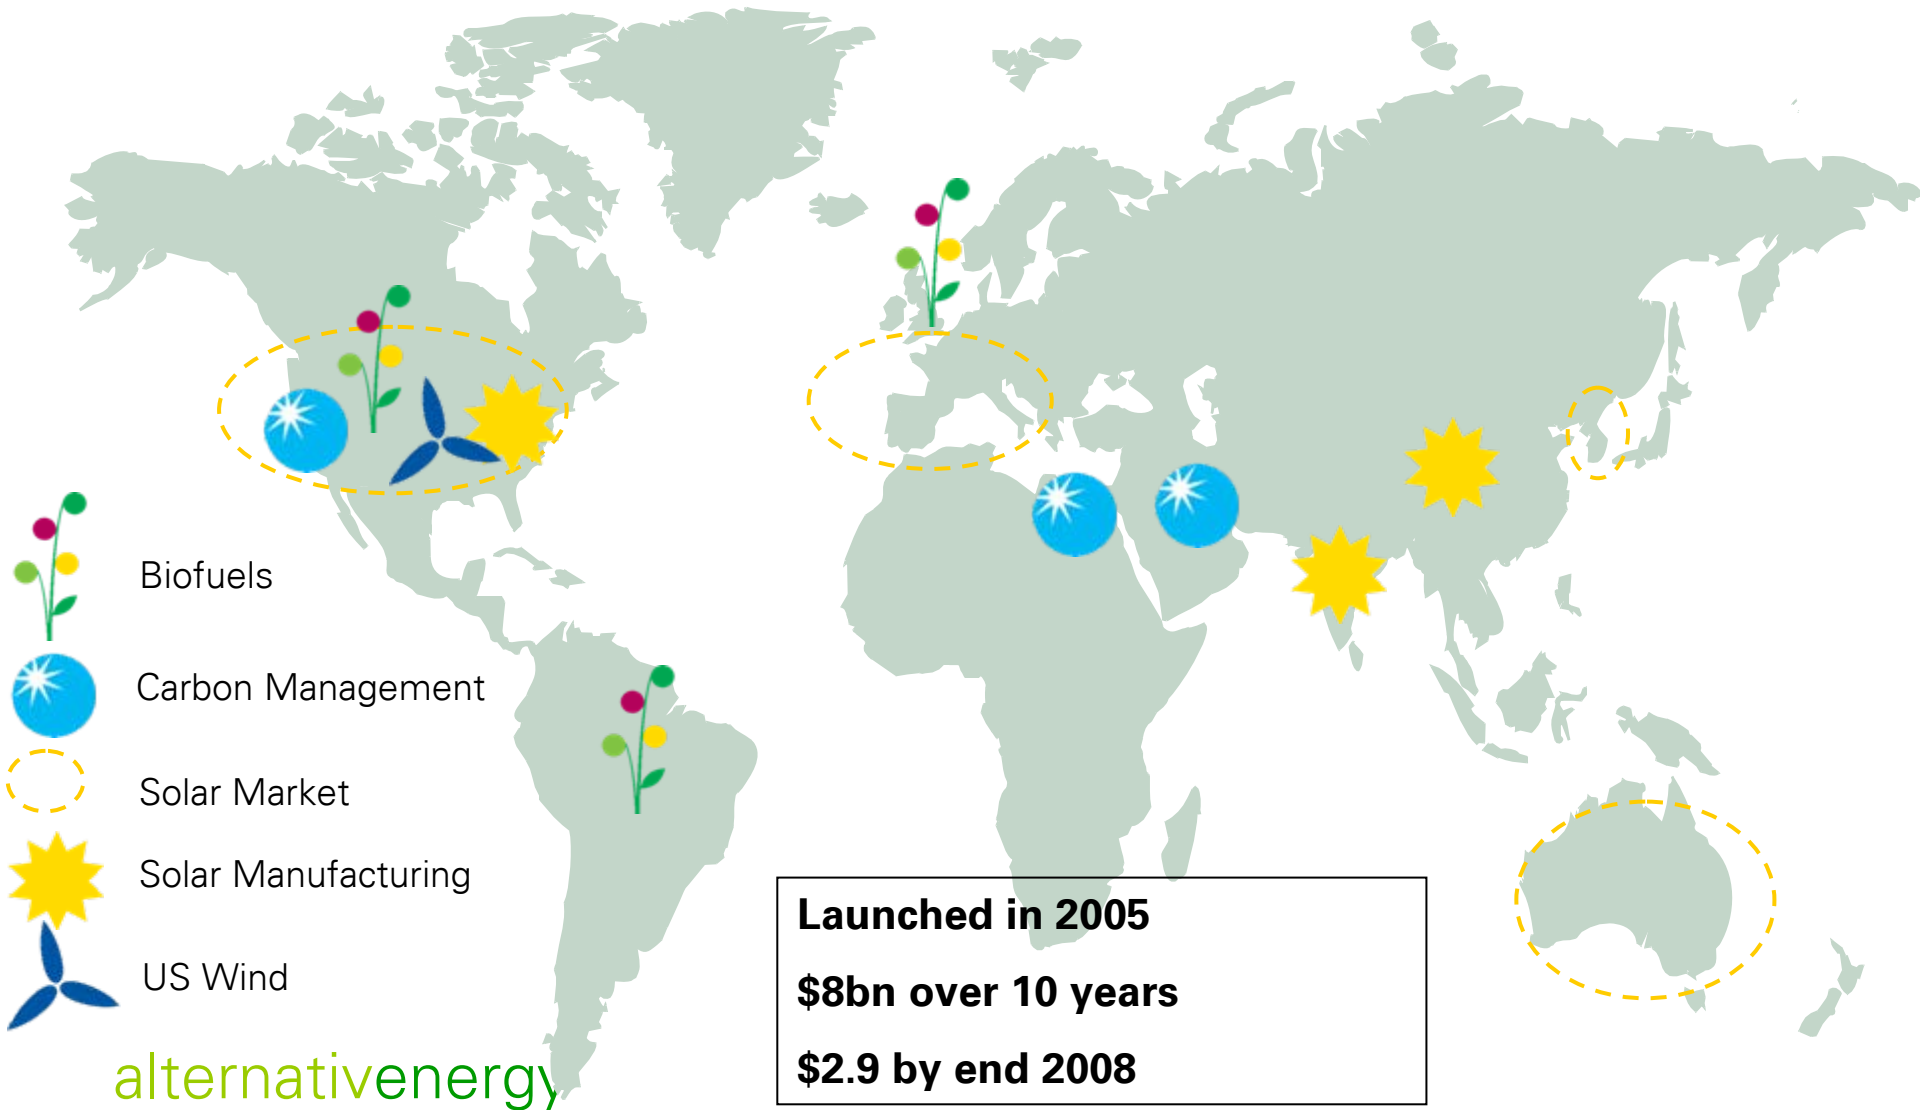 Biofuels
Carbon Management
Solar Market
Solar Manufacturing
US Wind
alternativenergy
Launched in 2005
$8bn over 10 years
$2.9 by end 2008